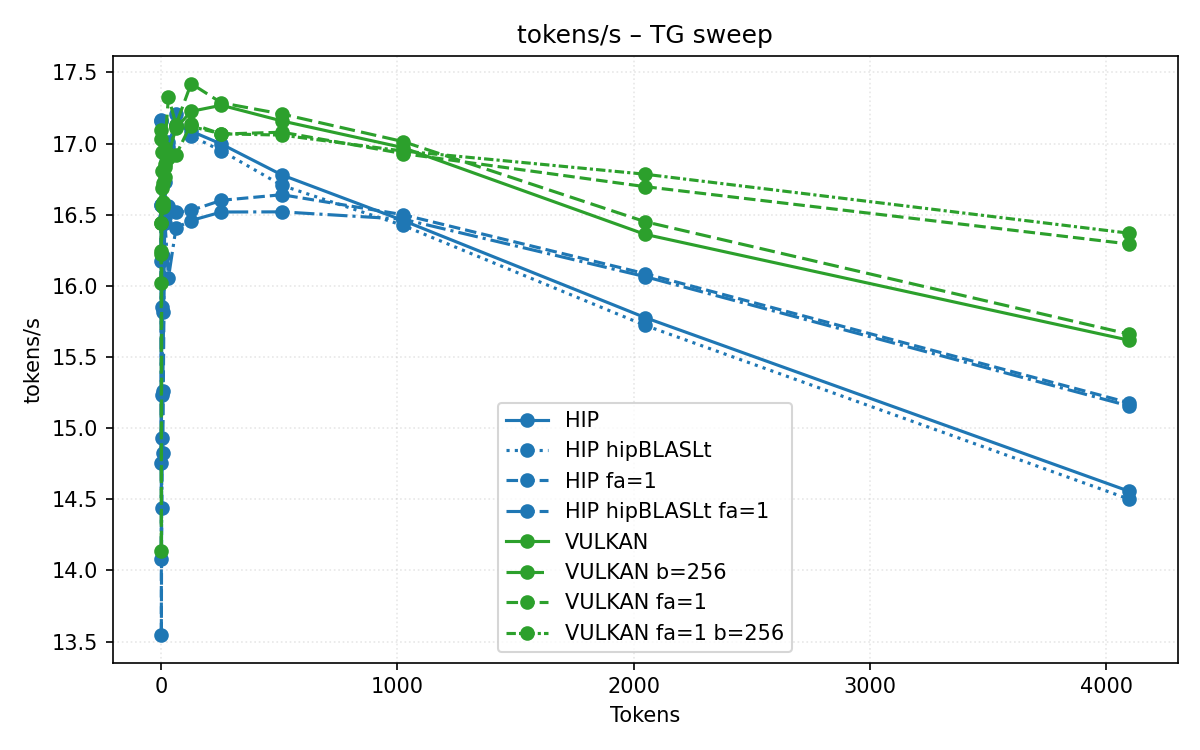 tokens/s – TG sweep
17.5
17.0
16.5
16.0
15.5
15.0
14.5
14.0
13.5
tokens/s
HIP
HIP hipBLASLt
HIP fa=1
HIP hipBLASLt fa=1
VULKAN
VULKAN b=256
VULKAN fa=1
VULKAN fa=1 b=256
0
1000
2000
3000
4000
Tokens